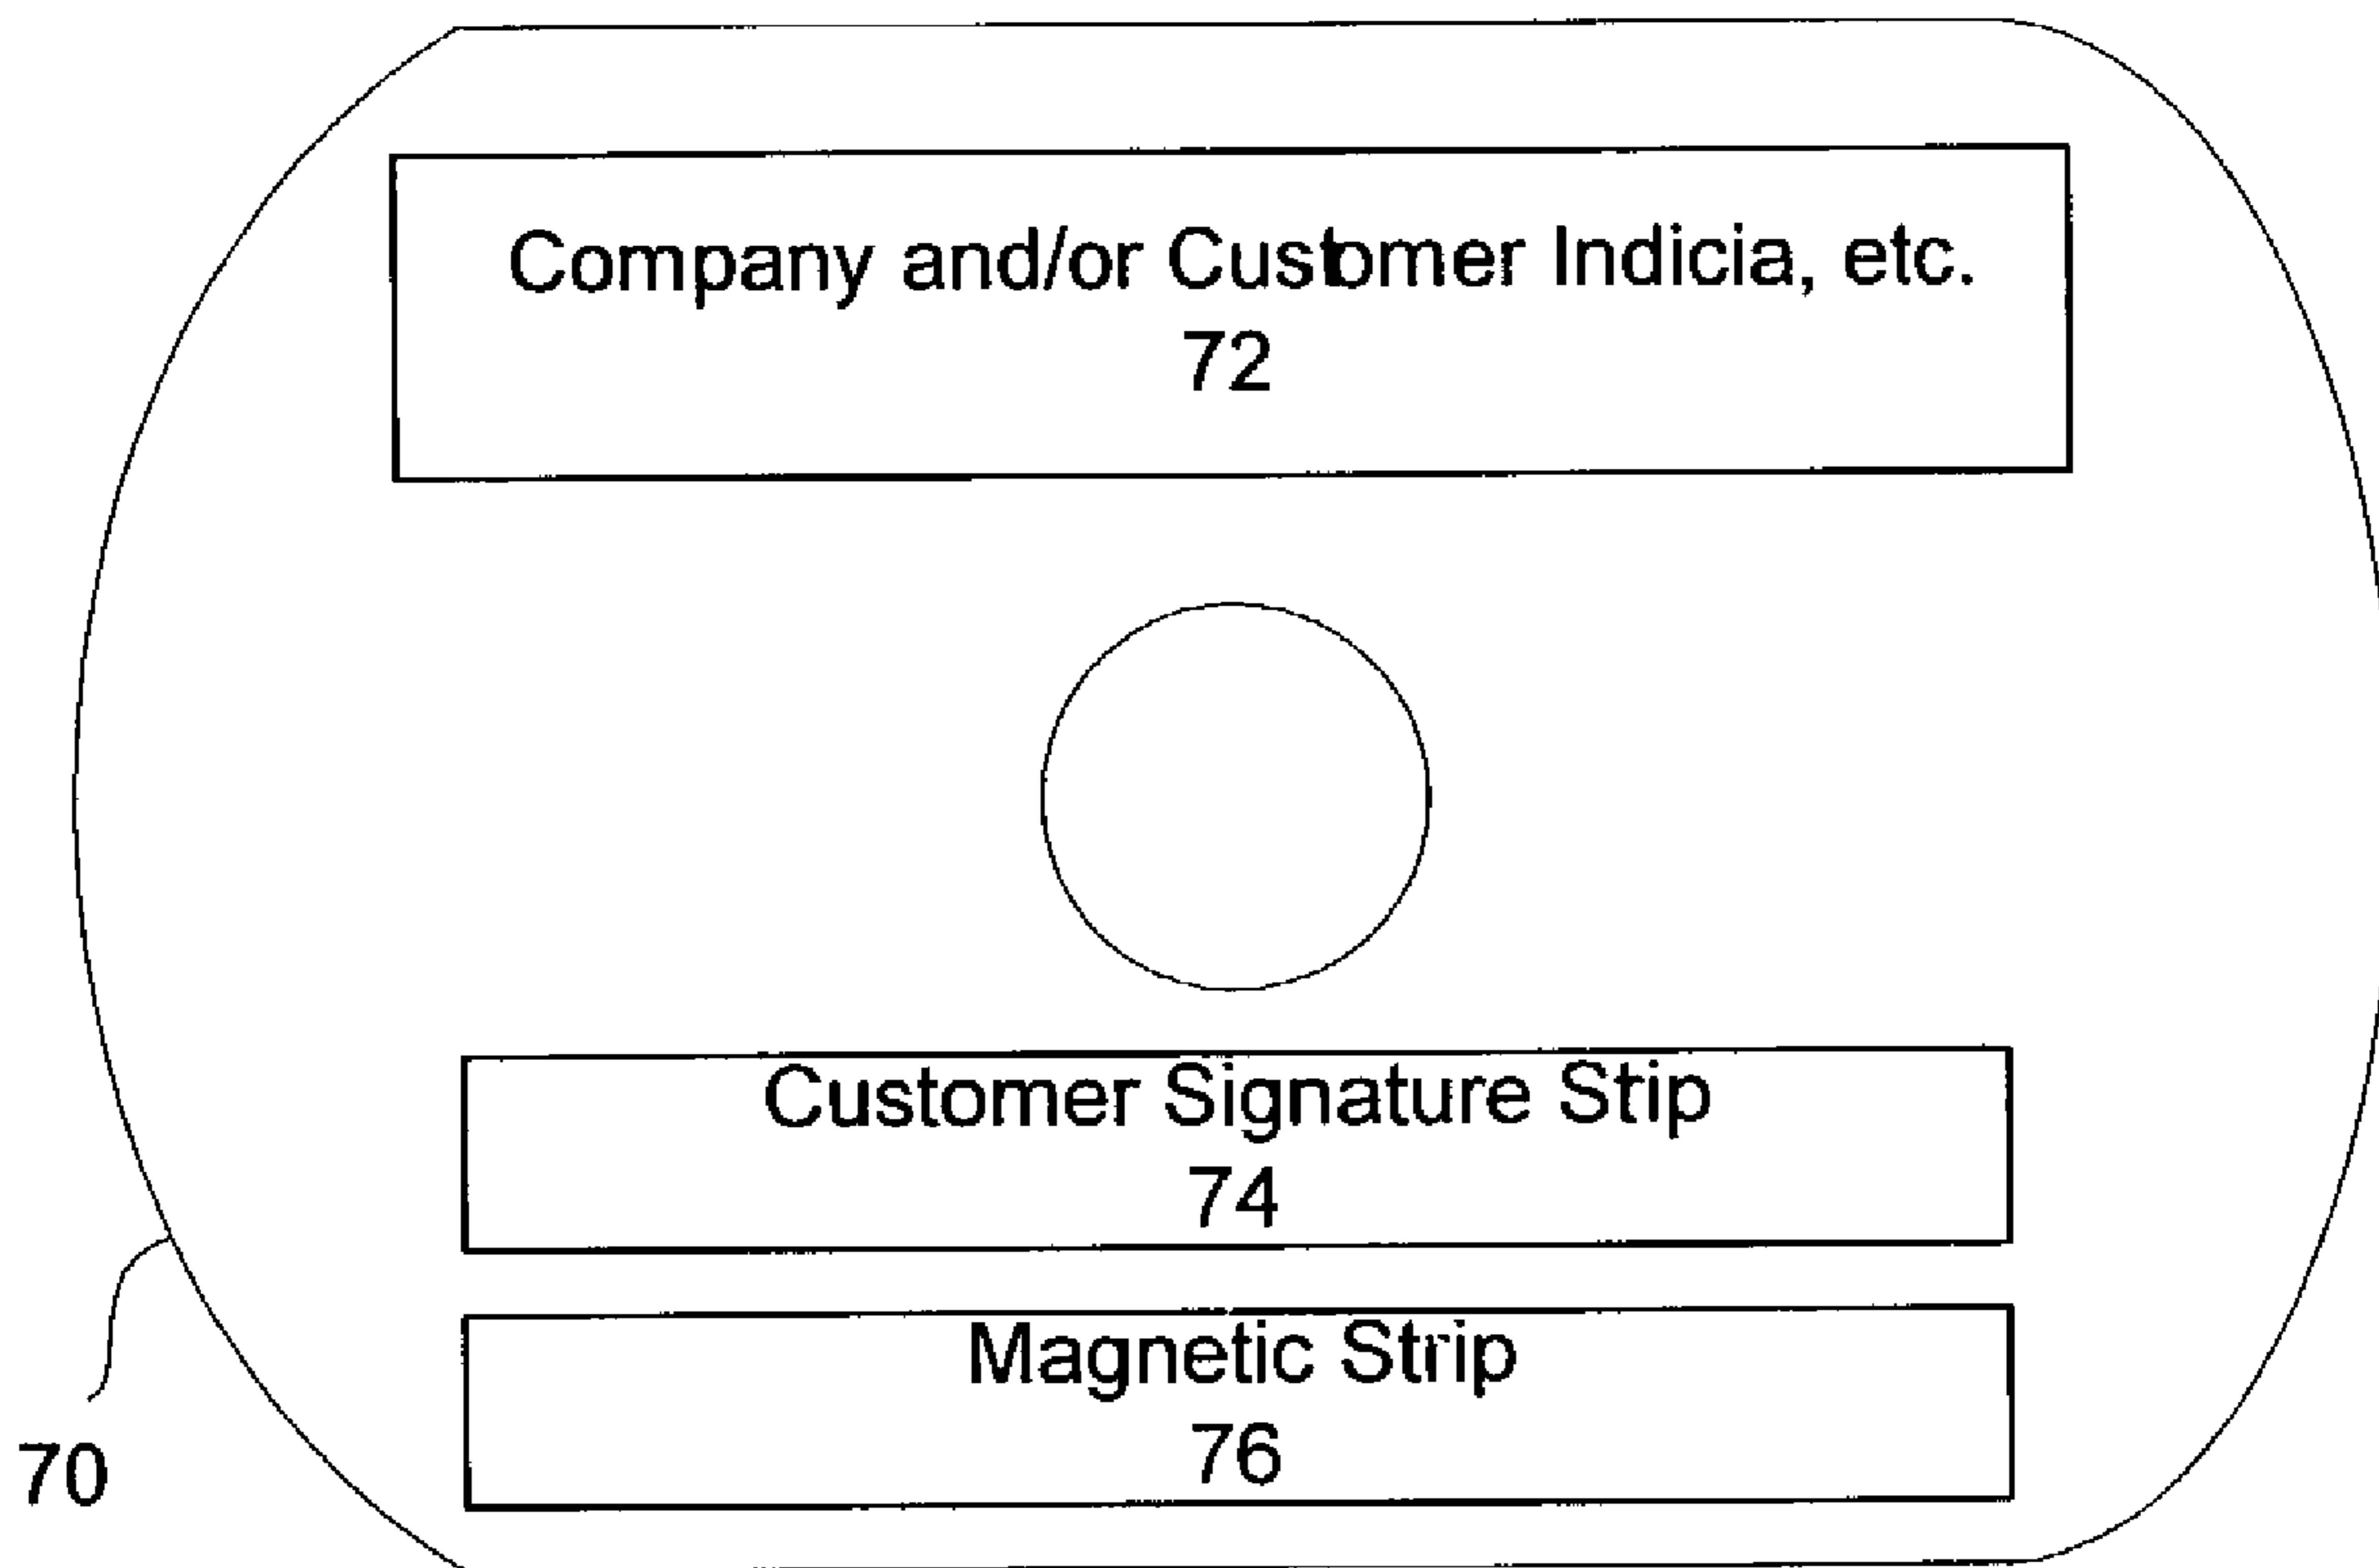 Company and/or Customer Indicia, etc.
72
Customer Signature Stip
74
Magnetic Strip
76
70